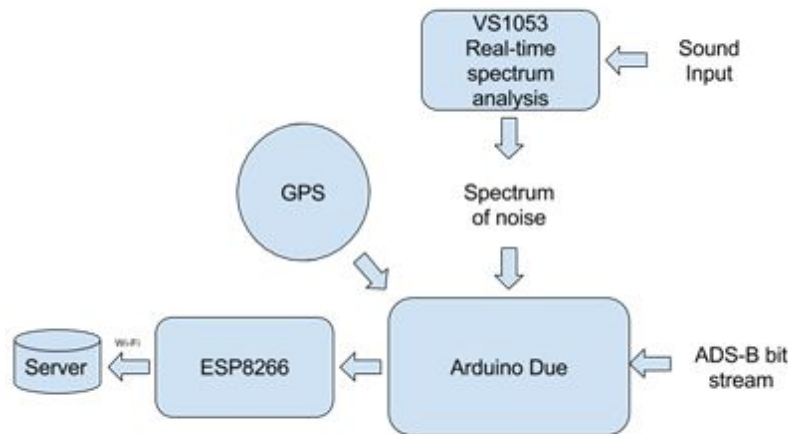 VS1053
Real-time
spectrum
analysis
Sound
Input
GPS
Spectrum
of noise
Server
Wi-Fi
ESP8266
Arduino Due
ADS-B bit
stream